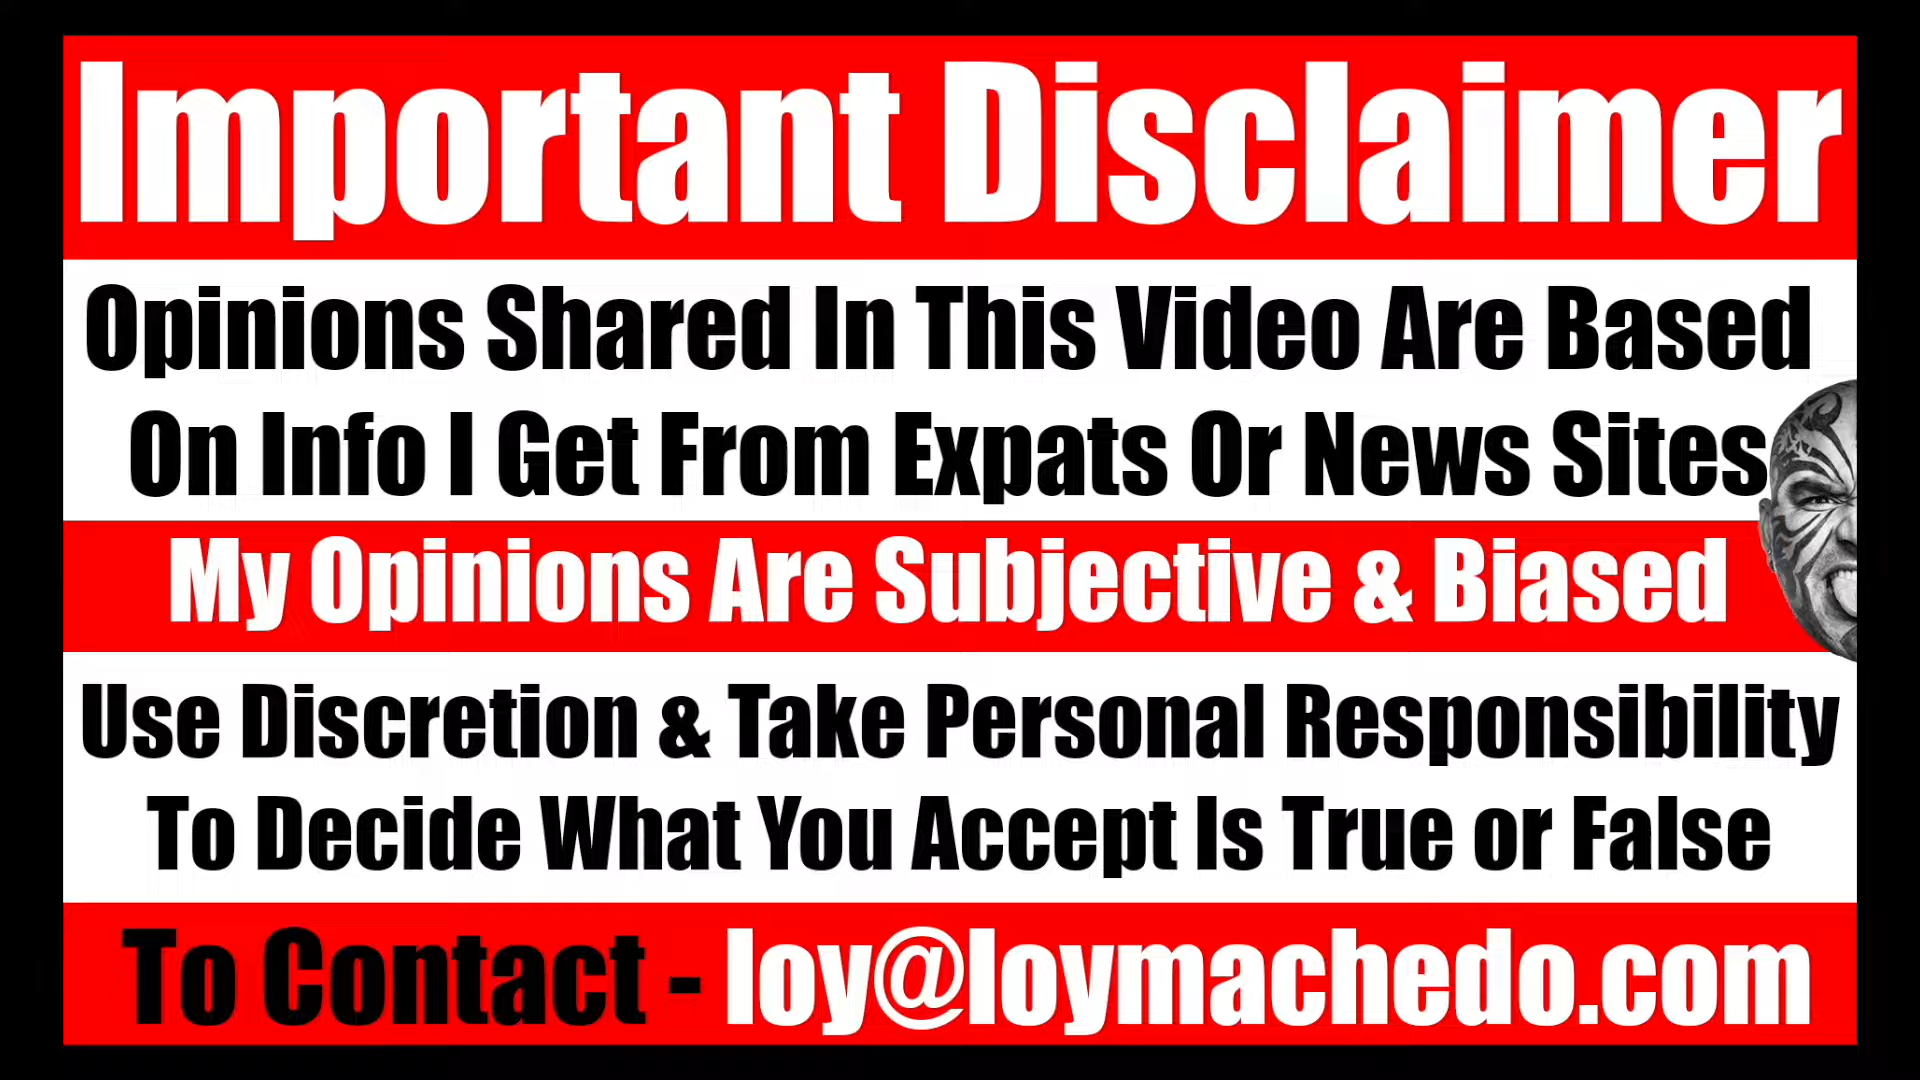 Important Disclaimer
Opinions Shared In This Video Are Based
On Info I Get From Expats Or News Sites
My Opinions Are Subjective & Biased
Use Discretion & Take Personal Responsibility
To Decide What You Accept Is True or False
To Contact - loy@loymachedo.com